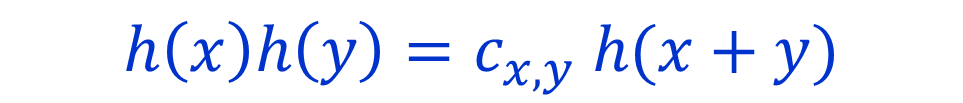 h(x)h(y) = c_{x,y} h(x + y)